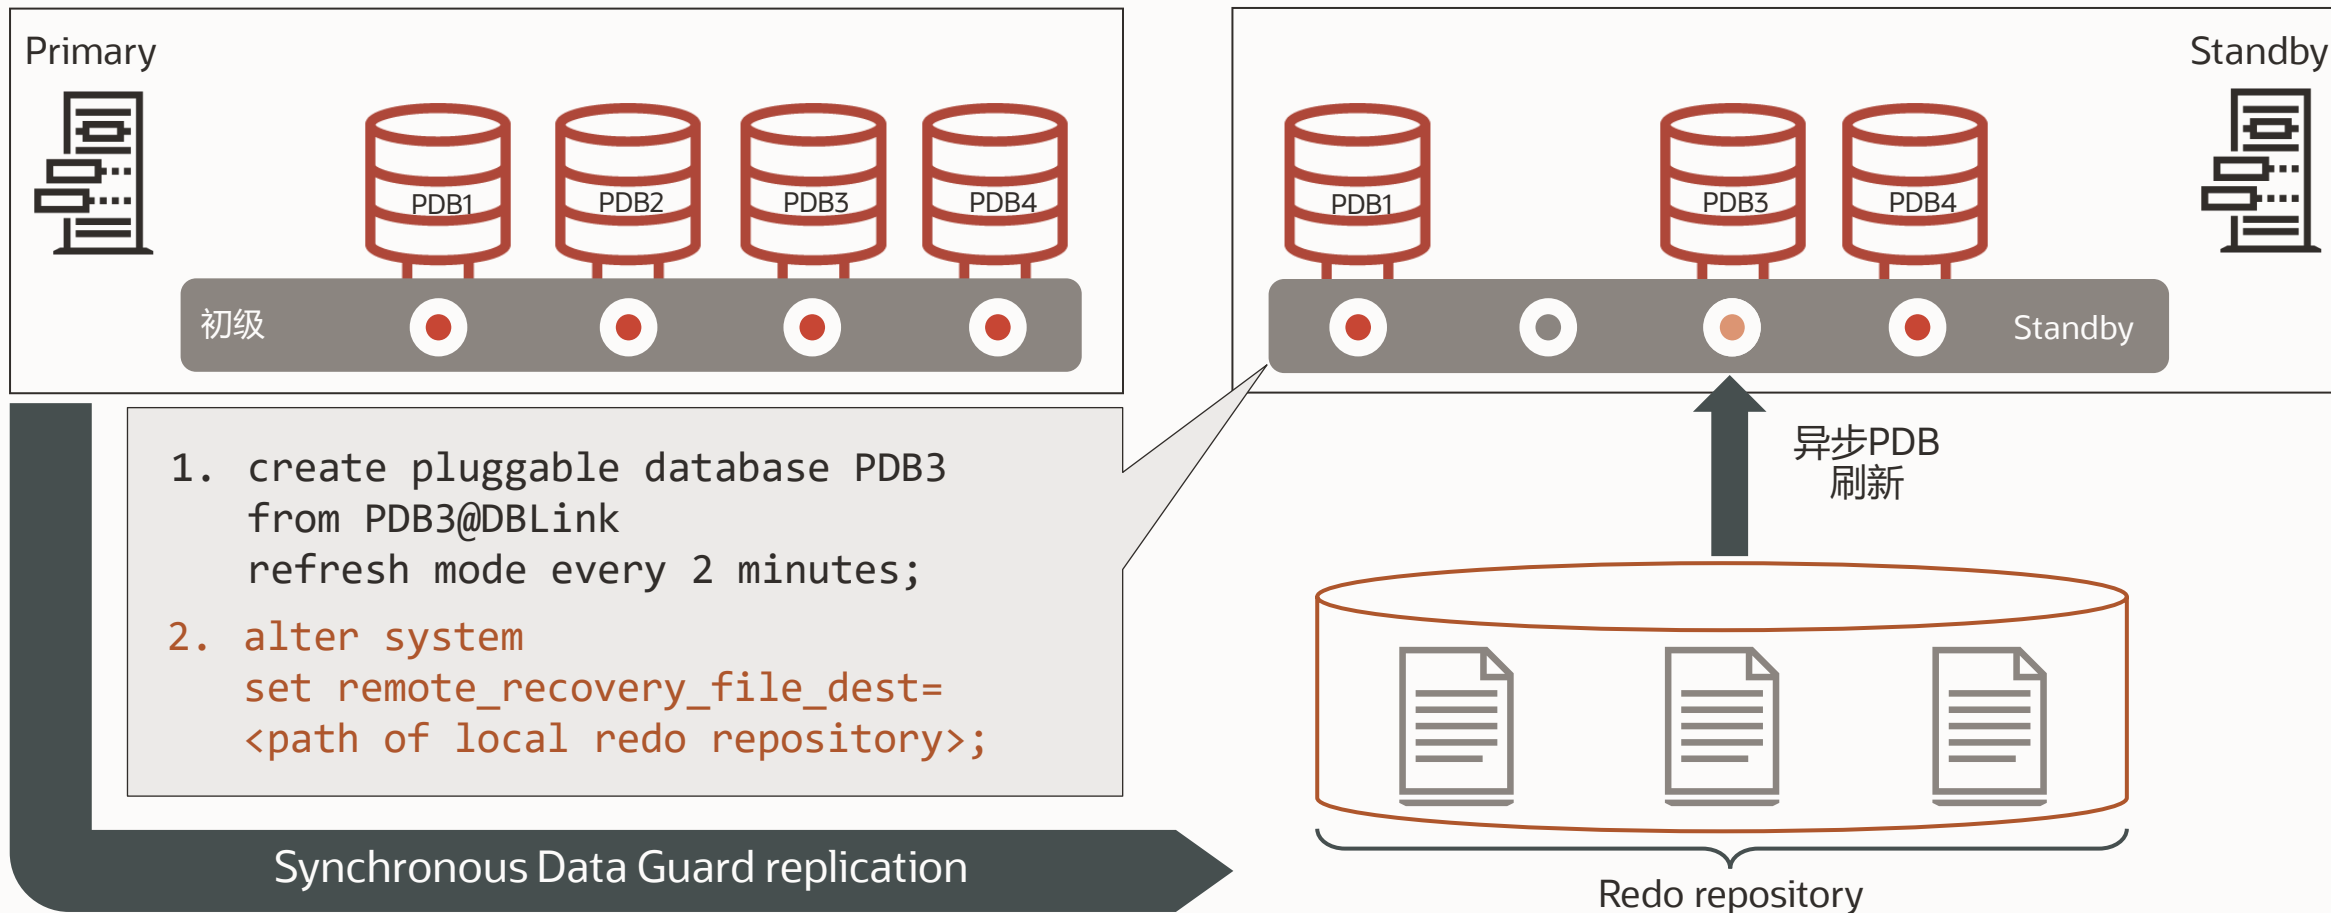 Primary
PDB1
PDB2
PDB3
PDB4
初级
Standby
PDB1
PDB3
PDB4
Standby
1. create pluggable database PDB3
from PDB3@DBLink
refresh mode every 2 minutes;
2. alter system
set remote_recovery_file_dest=
<path of local redo repository>;
异步PDB
刷新
Synchronous Data Guard replication
Redo repository